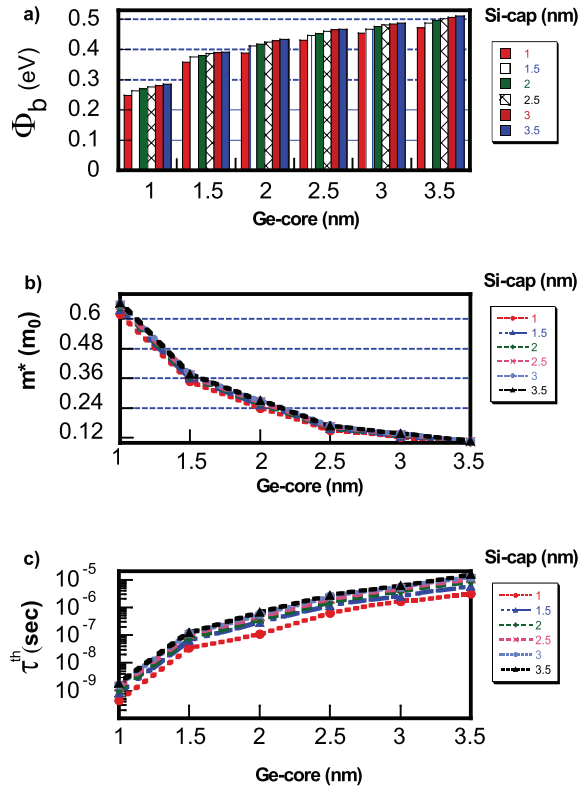 a)
Si-cap (nm)
Φb (eV)
0.5
0.4
0.3
0.2
0.1
0
1 1.5 2 2.5 3 3.5
Ge-core (nm)
1
1.5
2
2.5
3
3.5
b)
Si-cap (nm)
m* (m0)
0.6
0.48
0.36
0.24
0.12
1 1.5 2 2.5 3 3.5
Ge-core (nm)
1
1.5
2
2.5
3
3.5
c)
Si-cap (nm)
τth (sec)
10-5
10-6
10-7
10-8
10-9
1 1.5 2 2.5 3 3.5
Ge-core (nm)
1
1.5
2
2.5
3
3.5